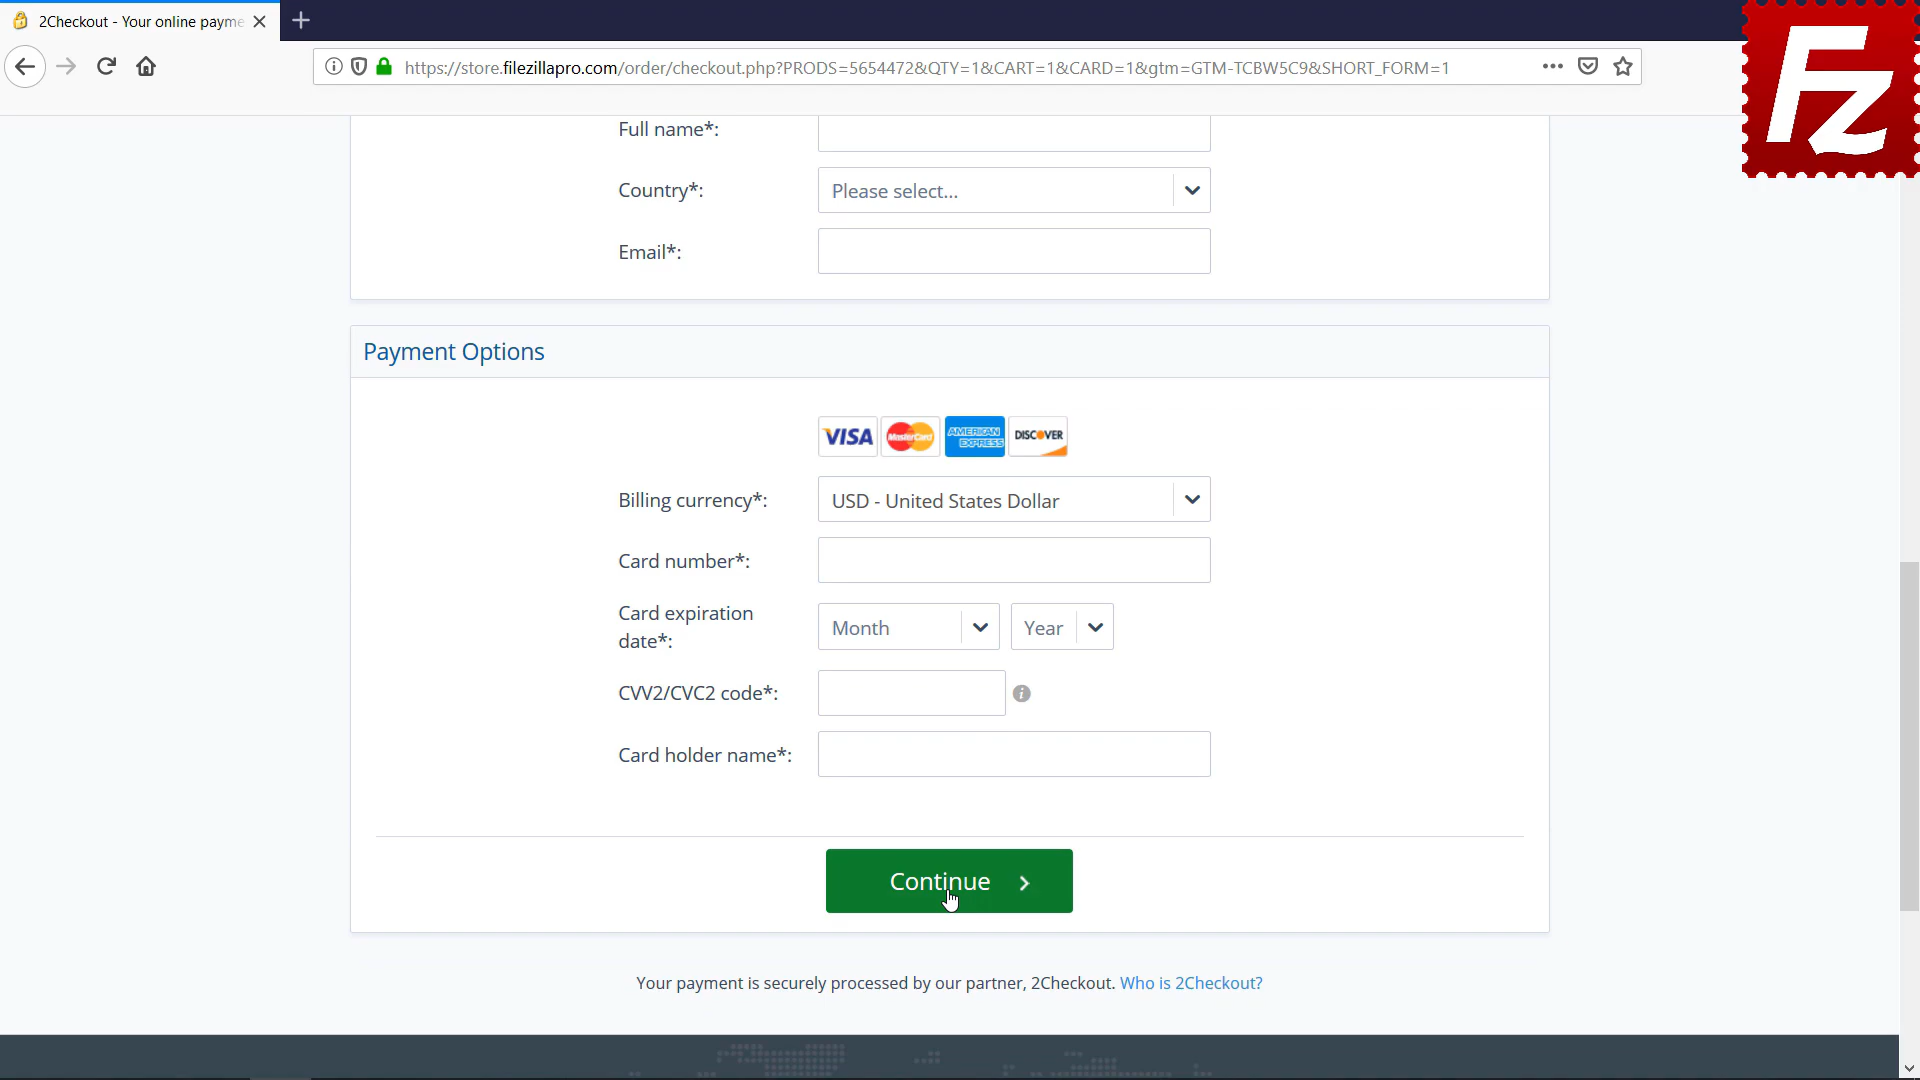 2Checkout - Your online payme
https://store.filezillapro.com/order/checkout.php?PRODS=5654472&QTY=1&CART=1&CARD=1&gtm=GTM-TCBW5C9&SHORT_FORM=1
Fz
Full name*:
Country*: Please select...
Email*:
Payment Options
VISA MasterCard AMERICAN EXPRESS DISCOVER
Billing currency*: USD - United States Dollar
Card number*:
Card expiration
date*: Month Year
CVV2/CVC2 code*:
Card holder name*:
Continue
Your payment is securely processed by our partner, 2Checkout. Who is 2Checkout?